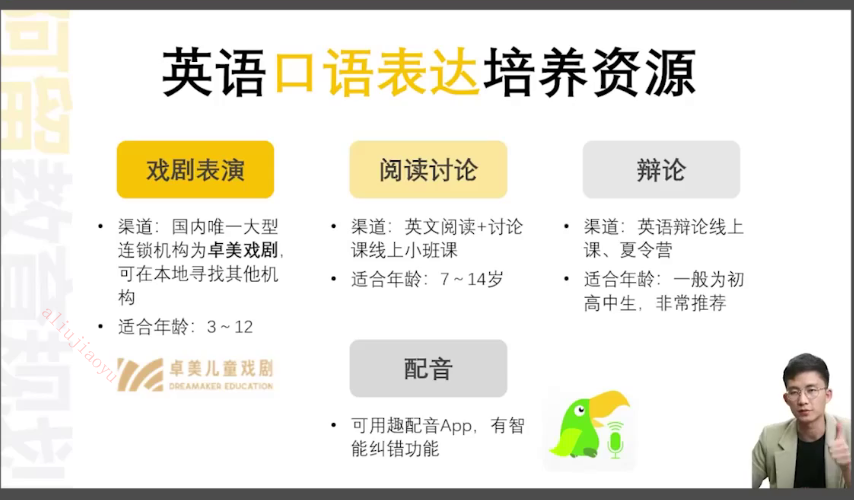 英语口语表达培养资源
戏剧表演
• 渠道：国内唯一大型
连锁机构为卓美戏剧，
可在本地寻找其他机
构
• 适合年龄：3～12
卓美儿童戏剧
DREAMAKER EDUCATION
阅读讨论
• 渠道：英文阅读+讨论
课线上小班课
• 适合年龄：7～14岁
辩论
• 渠道：英语辩论线上
课、夏令营
• 适合年龄：一般为初
高中生，非常推荐
配音
• 可用趣配音App，有智
能纠错功能
aliujiaoyu
阿留教育规划